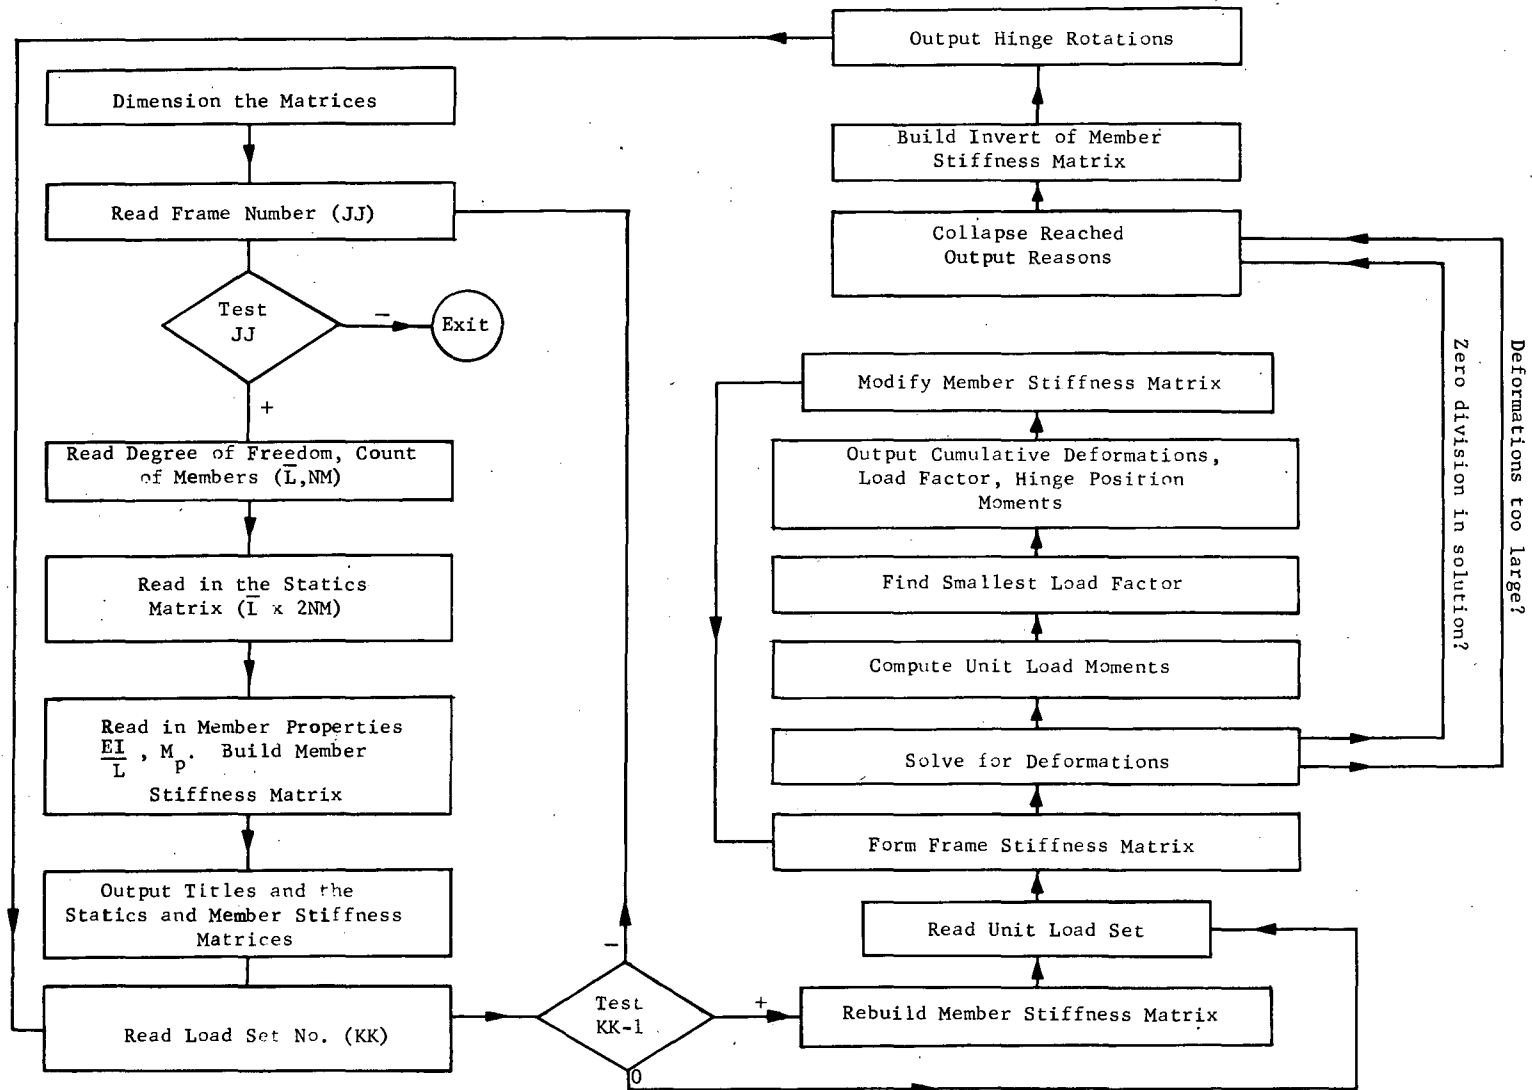 Dimension the Matrices
Read Frame Number (JJ)
Test
JJ
−
Exit
+
Read Degree of Freedom, Count
of Members (L̅,NM)
Read in the Statics
Matrix (L̅ x 2NM)
Read in Member Properties
EI/L , Mp. Build Member
Stiffness Matrix
Output Titles and the
Statics and Member Stiffness
Matrices
Read Load Set No. (KK)
Test
KK-1
−
+
0
Rebuild Member Stiffness Matrix
Read Unit Load Set
Form Frame Stiffness Matrix
Solve for Deformations
Compute Unit Load Moments
Find Smallest Load Factor
Output Cumulative Deformations,
Load Factor, Hinge Position
Moments
Modify Member Stiffness Matrix
Zero division in solution?
Deformations too large?
Collapse Reached
Output Reasons
Build Invert of Member
Stiffness Matrix
Output Hinge Rotations